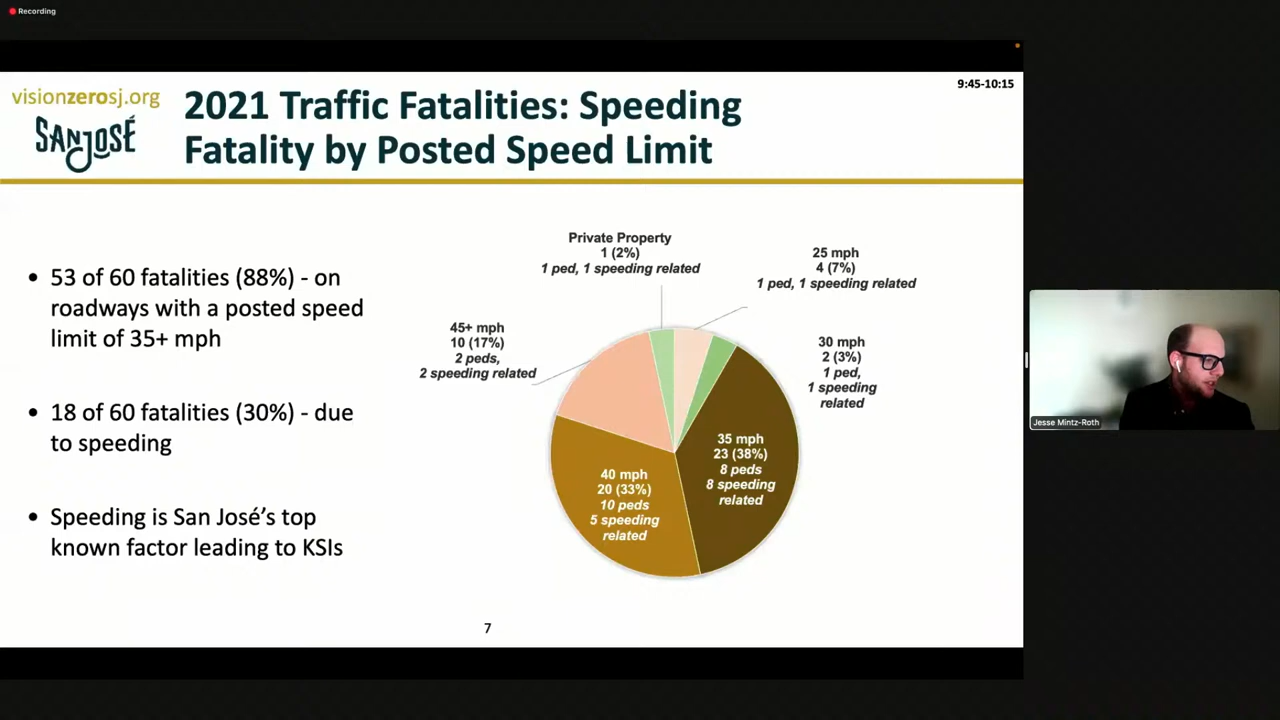 Recording
visionzerosj.org
SAN JOSÉ
2021 Traffic Fatalities: Speeding
Fatality by Posted Speed Limit
9:45-10:15
• 53 of 60 fatalities (88%) - on
roadways with a posted speed
limit of 35+ mph
• 18 of 60 fatalities (30%) - due
to speeding
• Speeding is San José's top
known factor leading to KSIs
Private Property
1 (2%)
1 ped, 1 speeding related
25 mph
4 (7%)
1 ped, 1 speeding related
45+ mph
10 (17%)
2 peds,
2 speeding related
30 mph
2 (3%)
1 ped,
1 speeding
related
35 mph
23 (38%)
8 peds
8 speeding
related
40 mph
20 (33%)
10 peds
5 speeding
related
7
Jesse Mintz-Roth